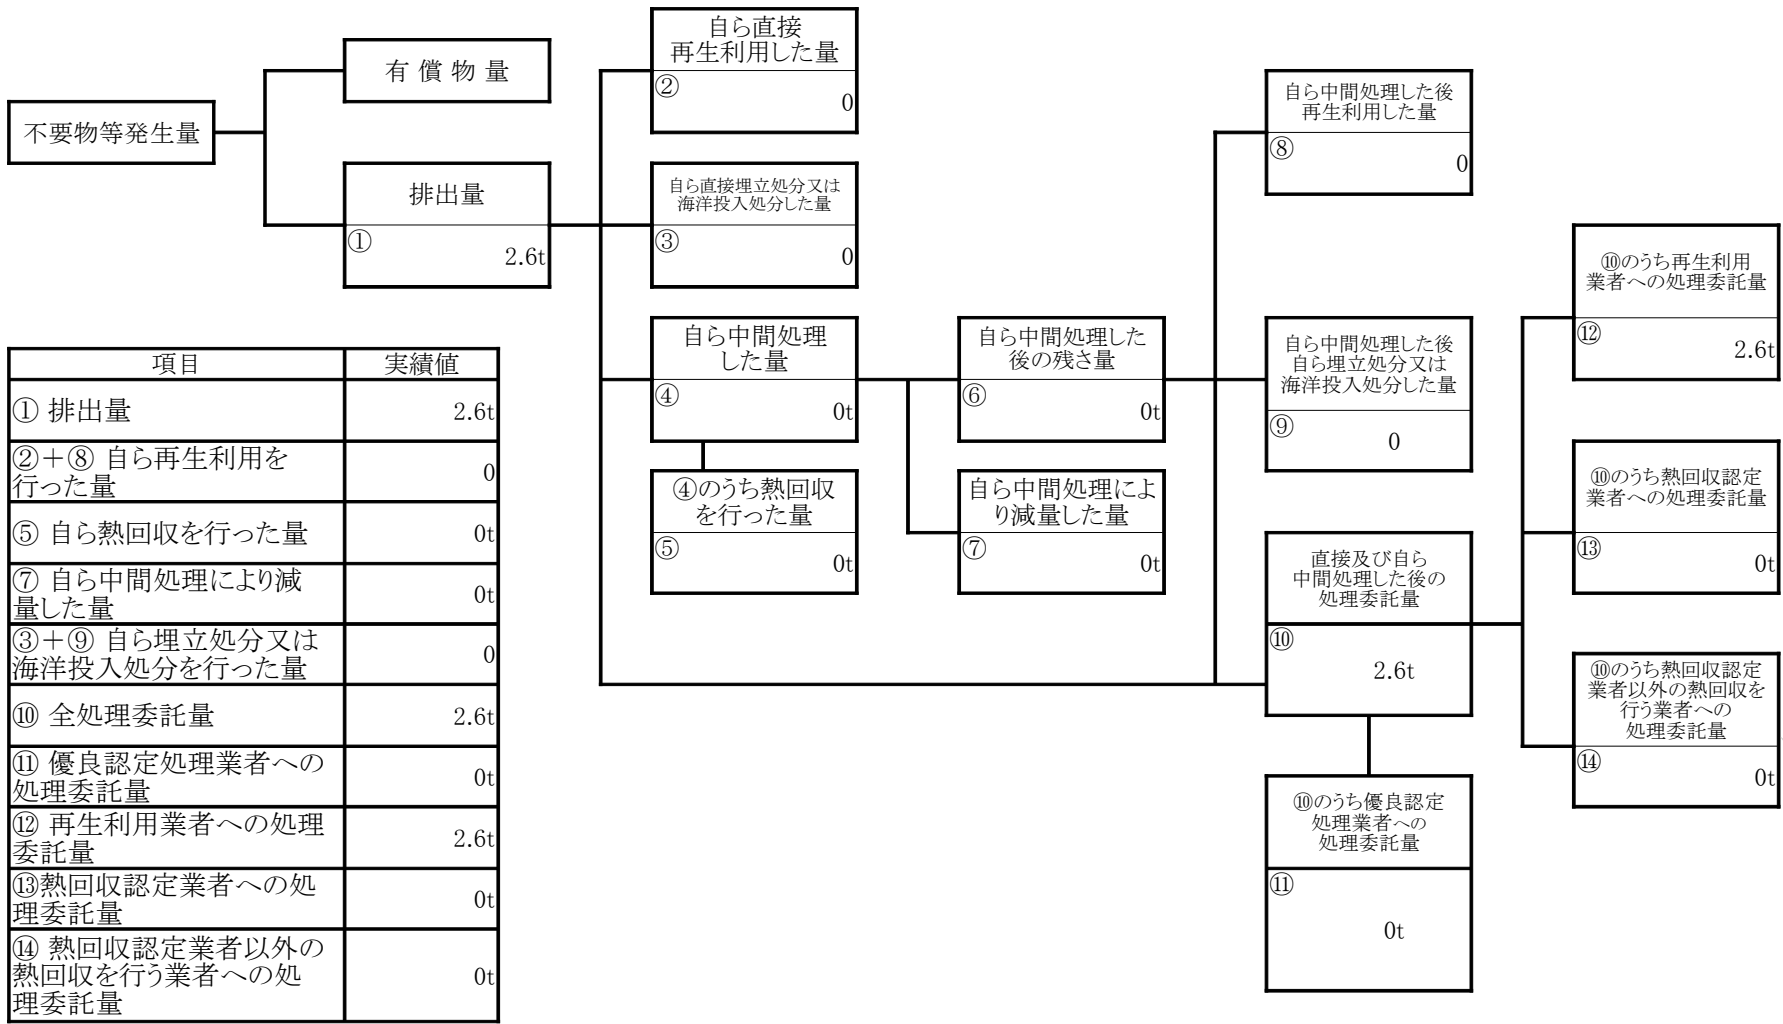 不要物等発生量
有 償 物 量
排出量
①
2.6t
自ら直接
再生利用した量
②
0
自ら直接埋立処分又は
海洋投入処分した量
③
0
自ら中間処理
した量
④
0t
④のうち熱回収
を行った量
⑤
0t
自ら中間処理した
後の残さ量
⑥
0t
自ら中間処理によ
り減量した量
⑦
0t
自ら中間処理した後
再生利用した量
⑧
0
自ら中間処理した後
自ら埋立処分又は
海洋投入処分した量
⑨
0
直接及び自ら
中間処理した後の
処理委託量
⑩
2.6t
⑩のうち優良認定
処理業者への
処理委託量
⑪
0t
⑩のうち再生利用
業者への処理委託量
⑫
2.6t
⑩のうち熱回収認定
業者への処理委託量
⑬
0t
⑩のうち熱回収認定
業者以外の熱回収を
行う業者への
処理委託量
⑭
0t
項目 実績値
① 排出量 2.6t
②＋⑧ 自ら再生利用を
行った量 0
⑤ 自ら熱回収を行った量 0t
⑦ 自ら中間処理により減
量した量 0t
③＋⑨ 自ら埋立処分又は
海洋投入処分を行った量 0
⑩ 全処理委託量 2.6t
⑪ 優良認定処理業者への
処理委託量 0t
⑫ 再生利用業者への処理
委託量 2.6t
⑬熱回収認定業者への処
理委託量 0t
⑭ 熱回収認定業者以外の
熱回収を行う業者への処
理委託量 0t